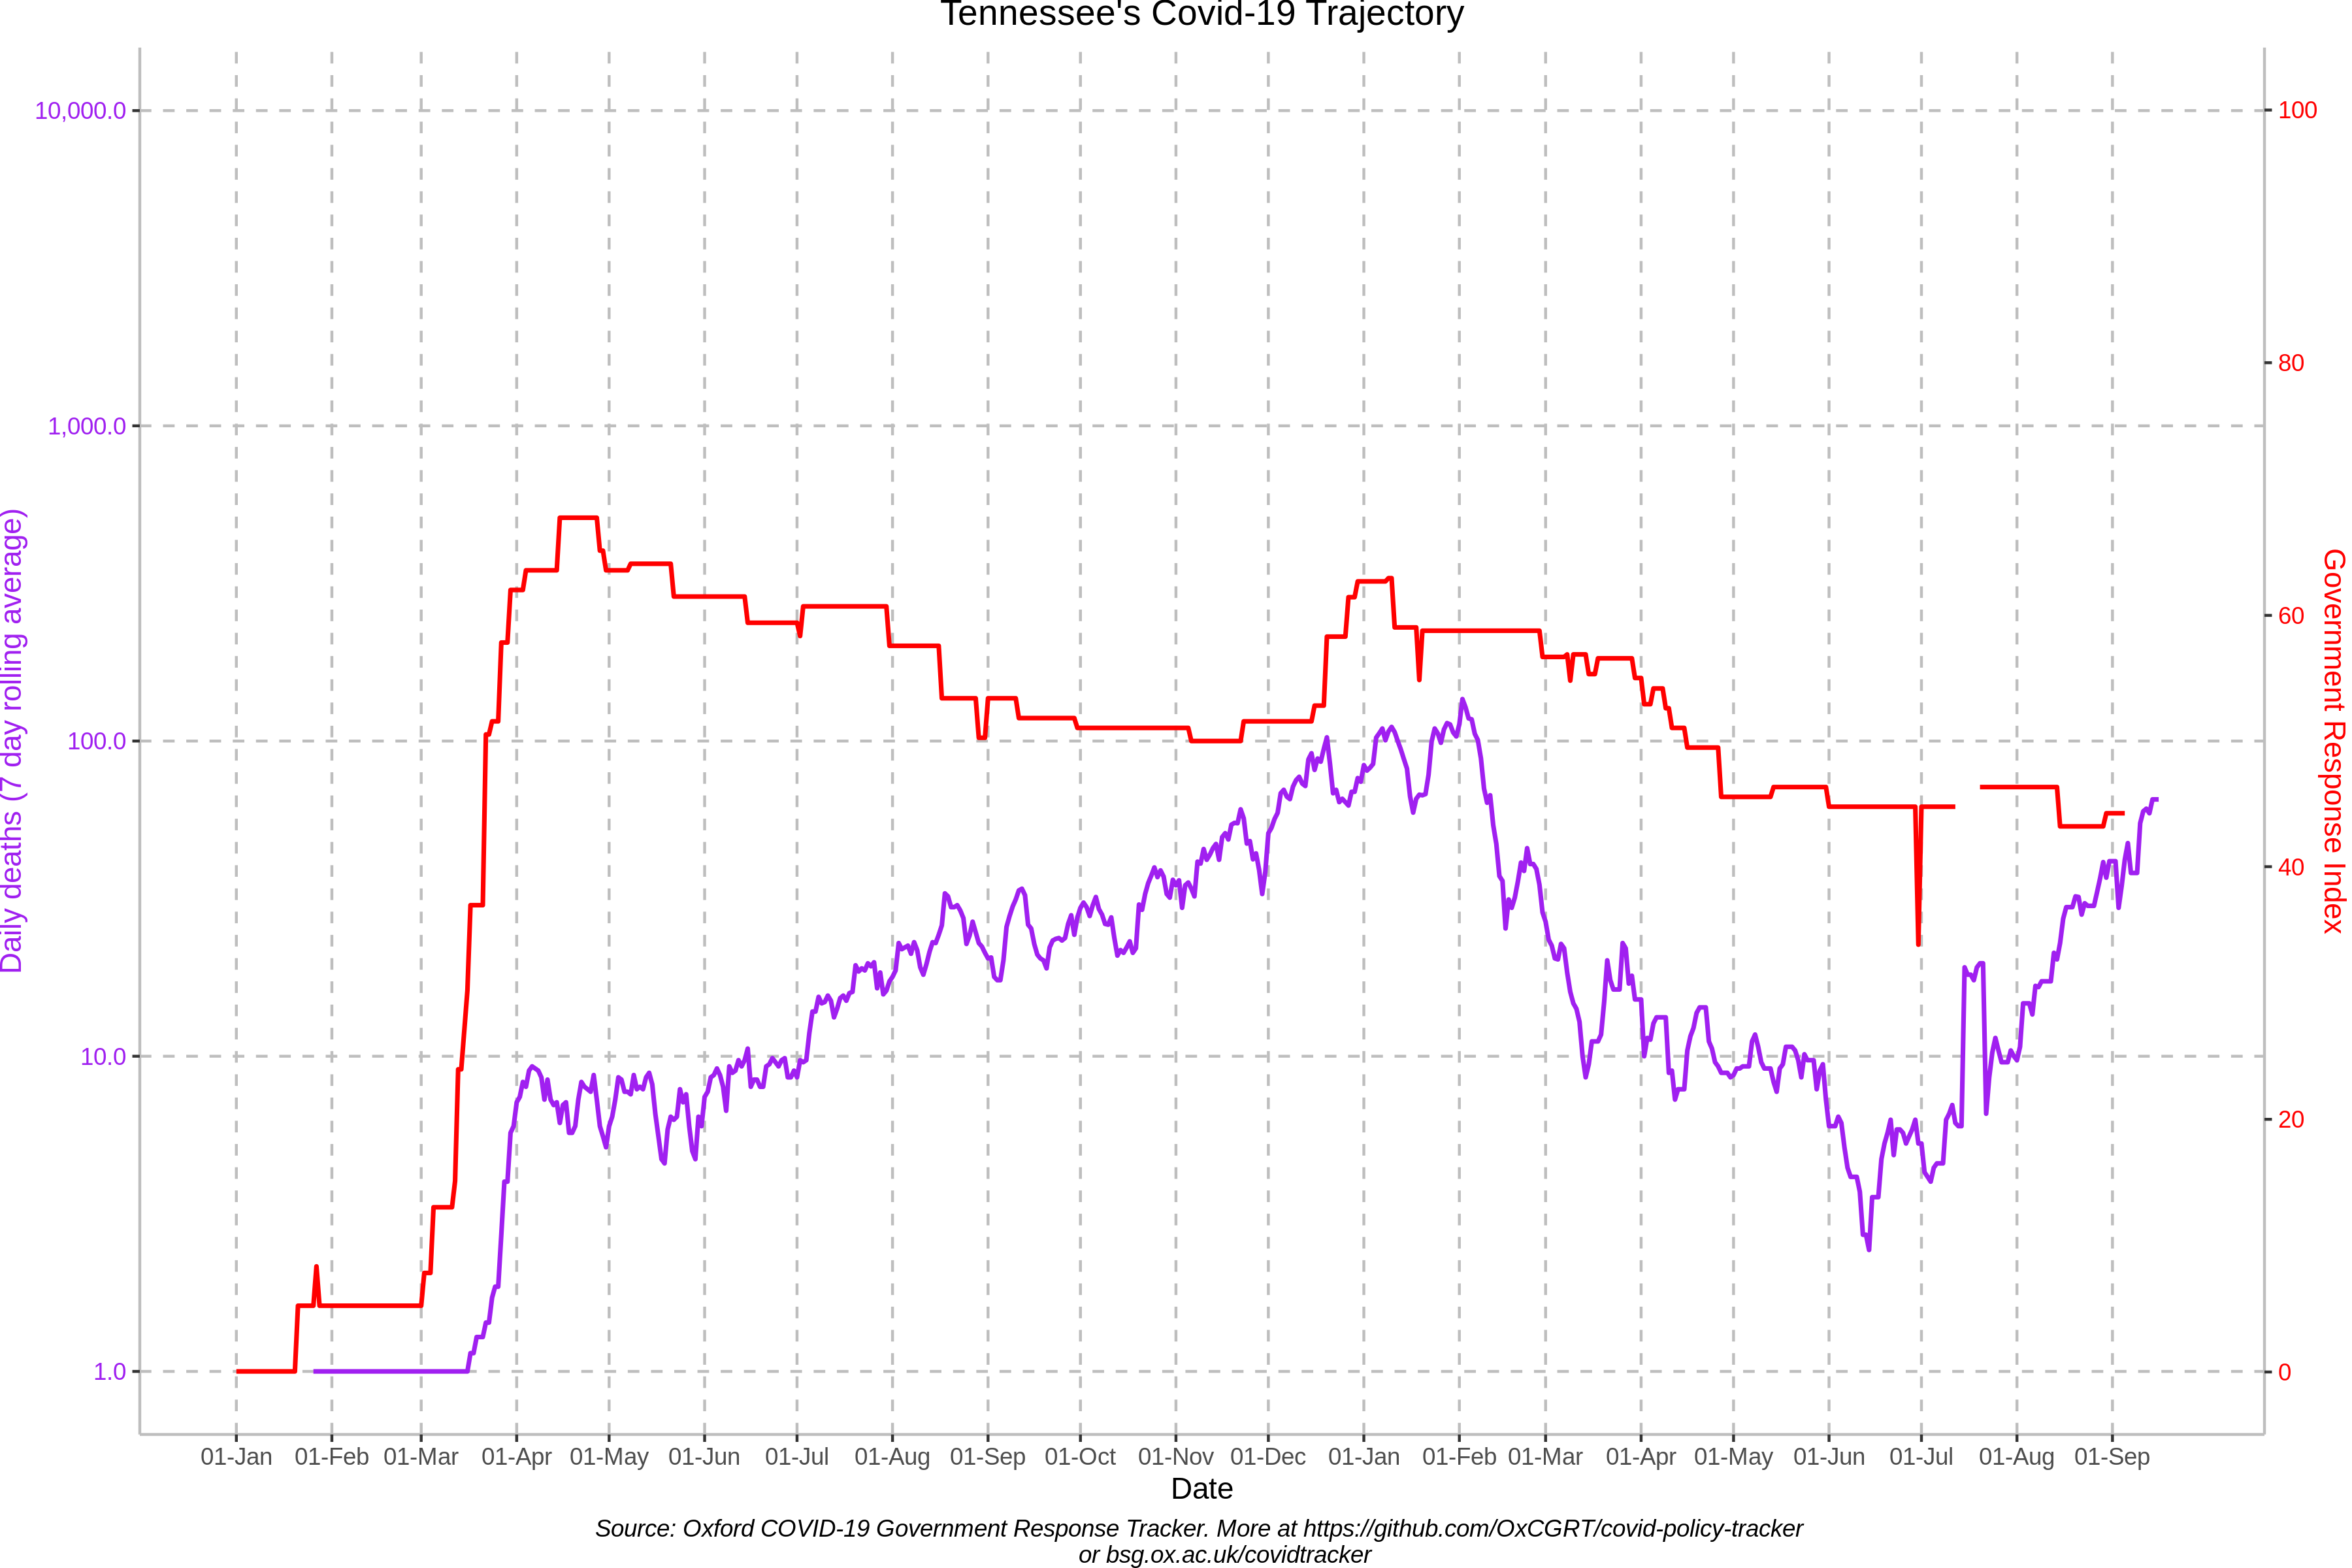 Tennessee's Covid-19 Trajectory
10,000.0
1,000.0
100.0
10.0
1.0
Daily deaths (7 day rolling average)
100
80
60
40
20
0
Government Response Index
01-Jan 01-Feb 01-Mar 01-Apr 01-May 01-Jun 01-Jul 01-Aug 01-Sep 01-Oct 01-Nov 01-Dec 01-Jan 01-Feb 01-Mar 01-Apr 01-May 01-Jun 01-Jul 01-Aug 01-Sep
Date
Source: Oxford COVID-19 Government Response Tracker. More at https://github.com/OxCGRT/covid-policy-tracker
or bsg.ox.ac.uk/covidtracker